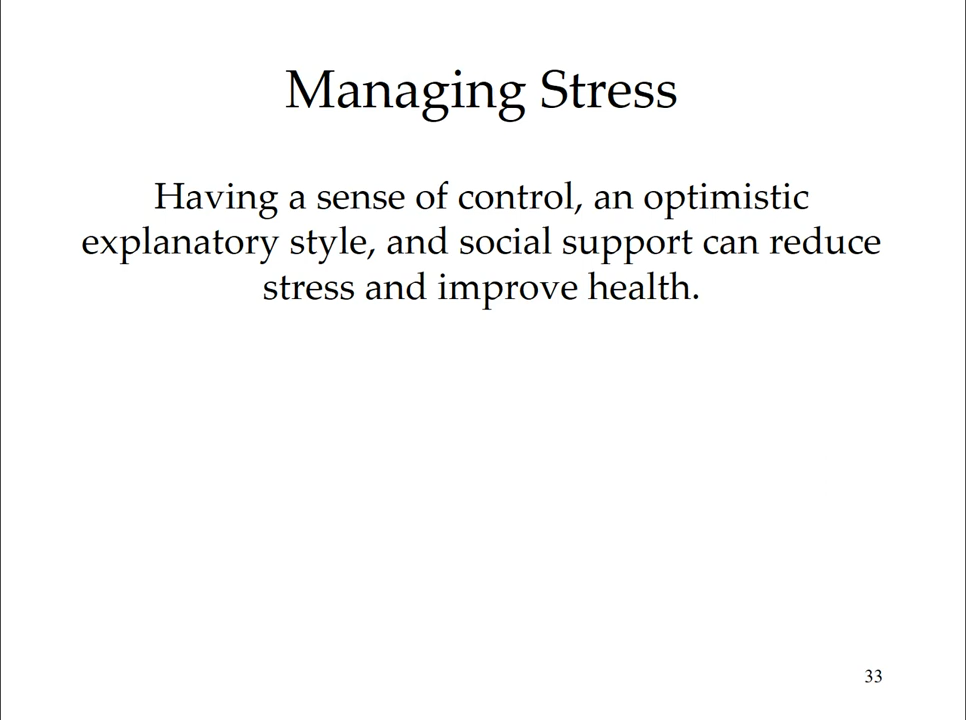 Managing Stress
Having a sense of control, an optimistic
explanatory style, and social support can reduce
stress and improve health.
33